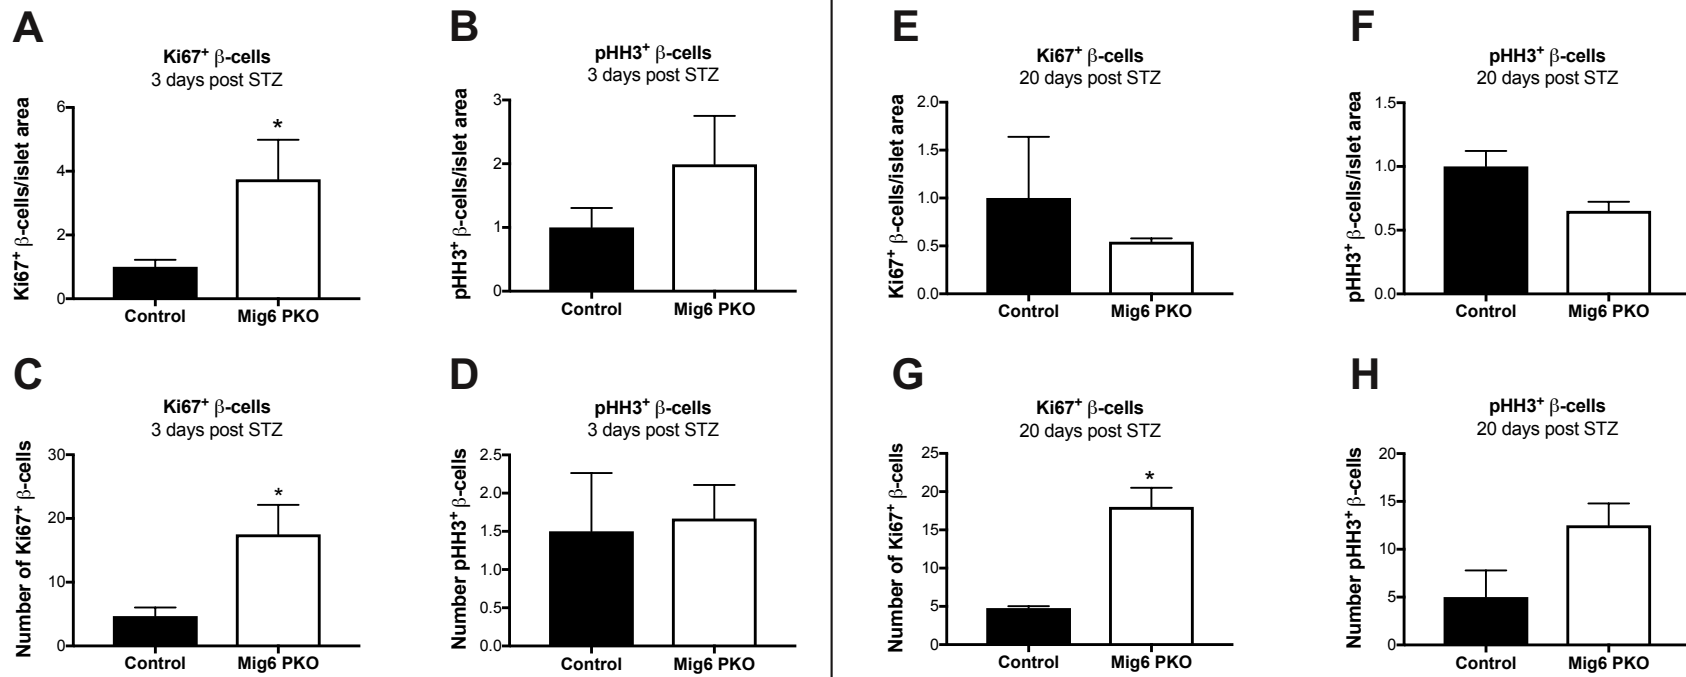 A
Ki67+ β-cells
3 days post STZ
Ki67+ β-cells/islet area
6
4
2
0
Control
Mig6 PKO
*
B
pHH3+ β-cells
3 days post STZ
pHH3+ β-cells/islet area
3
2
1
0
Control
Mig6 PKO
C
Ki67+ β-cells
3 days post STZ
Number of Ki67+ β-cells
30
20
10
0
Control
Mig6 PKO
*
D
pHH3+ β-cells
3 days post STZ
Number pHH3+ β-cells
2.5
2.0
1.5
1.0
0.5
0.0
Control
Mig6 PKO
E
Ki67+ β-cells
20 days post STZ
Ki67+ β-cells/islet area
2.0
1.5
1.0
0.5
0.0
Control
Mig6 PKO
F
pHH3+ β-cells
20 days post STZ
pHH3+ β-cells/islet area
1.5
1.0
0.5
0.0
Control
Mig6 PKO
G
Ki67+ β-cells
20 days post STZ
Number of Ki67+ β-cells
25
20
15
10
5
0
Control
Mig6 PKO
*
H
pHH3+ β-cells
20 days post STZ
Number pHH3+ β-cells
20
15
10
5
0
Control
Mig6 PKO